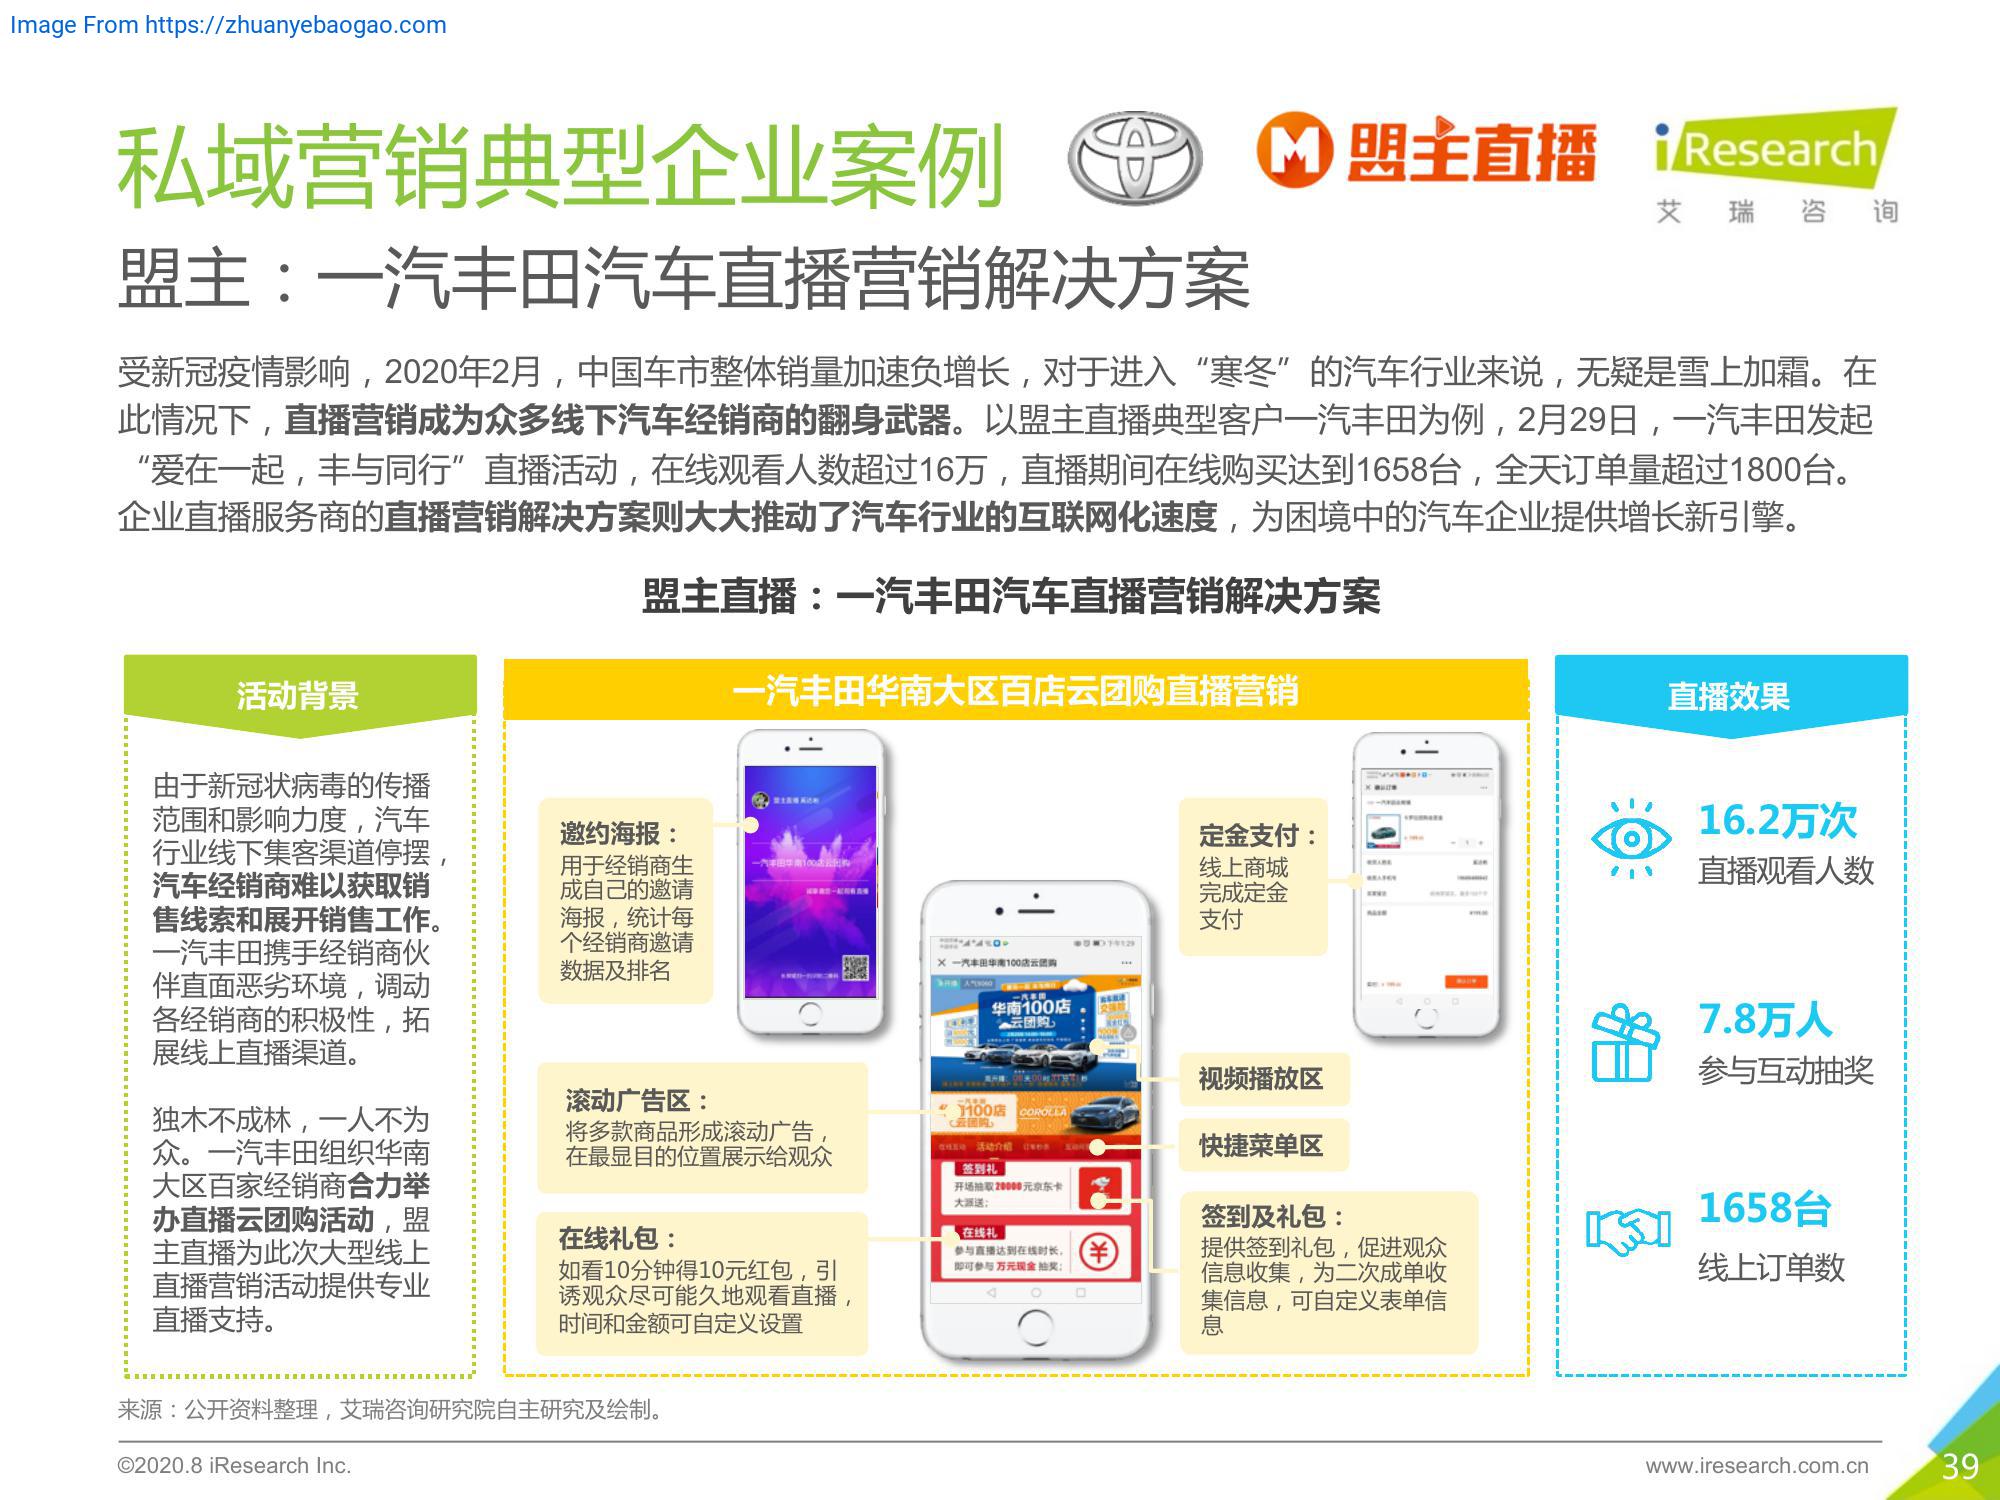 Image From https://zhuanyebaogao.com
私域营销典型企业案例
盟主直播
iResearch
艾瑞咨询
盟主：一汽丰田汽车直播营销解决方案
受新冠疫情影响，2020年2月，中国车市整体销量加速负增长，对于进入“寒冬”的汽车行业来说，无疑是雪上加霜。在
此情况下，直播营销成为众多线下汽车经销商的翻身武器。以盟主直播典型客户一汽丰田为例，2月29日，一汽丰田发起
“爱在一起，丰与同行”直播活动，在线观看人数超过16万，直播期间在线购买达到1658台，全天订单量超过1800台。
企业直播服务商的直播营销解决方案则大大推动了汽车行业的互联网化速度，为困境中的汽车企业提供增长新引擎。
盟主直播：一汽丰田汽车直播营销解决方案
活动背景
由于新冠状病毒的传播
范围和影响力度，汽车
行业线下集客渠道停摆，
汽车经销商难以获取销
售线索和展开销售工作。
一汽丰田携手经销商伙
伴直面恶劣环境，调动
各经销商的积极性，拓
展线上直播渠道。
独木不成林，一人不为
众。一汽丰田组织华南
大区百家经销商合力举
办直播云团购活动，盟
主直播为此次大型线上
直播营销活动提供专业
直播支持。
一汽丰田华南大区百店云团购直播营销
邀约海报：
用于经销商生
成自己的邀请
海报，统计每
个经销商邀请
数据及排名
一汽丰田华南100店云团购
滚动广告区：
将多款商品形成滚动广告，
在最显目的位置展示给观众
在线礼包：
如看10分钟得10元红包，引
诱观众尽可能久地观看直播，
时间和金额可自定义设置
下午1:29
一汽丰田华南100店云团购
一汽丰田
华南100店
云团购
100店
云团购
COROLLA
活动介绍
签到礼
开场抽取20000元京东卡
大派送；
在线礼
参与直播达到在线时长，
即可参与 万元现金 抽奖；
定金支付：
线上商城
完成定金
支付
确认订单
视频播放区
快捷菜单区
签到及礼包：
提供签到礼包，促进观众
信息收集，为二次成单收
集信息，可自定义表单信
息
直播效果
16.2万次
直播观看人数
7.8万人
参与互动抽奖
1658台
线上订单数
来源：公开资料整理，艾瑞咨询研究院自主研究及绘制。
©2020.8 iResearch Inc.
www.iresearch.com.cn
39